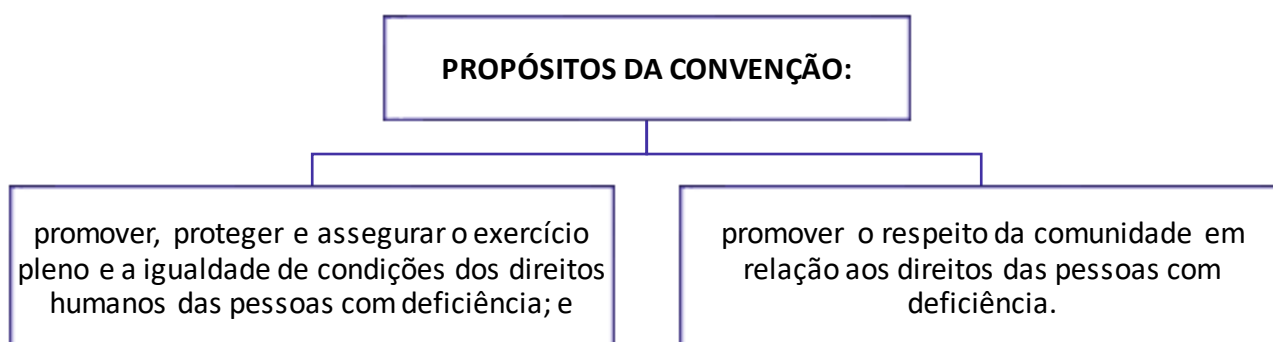 PROPÓSITOS DA CONVENÇÃO:
promover, proteger e assegurar o exercício
pleno e a igualdade de condições dos direitos
humanos das pessoas com deficiência; e
promover o respeito da comunidade em
relação aos direitos das pessoas com
deficiência.